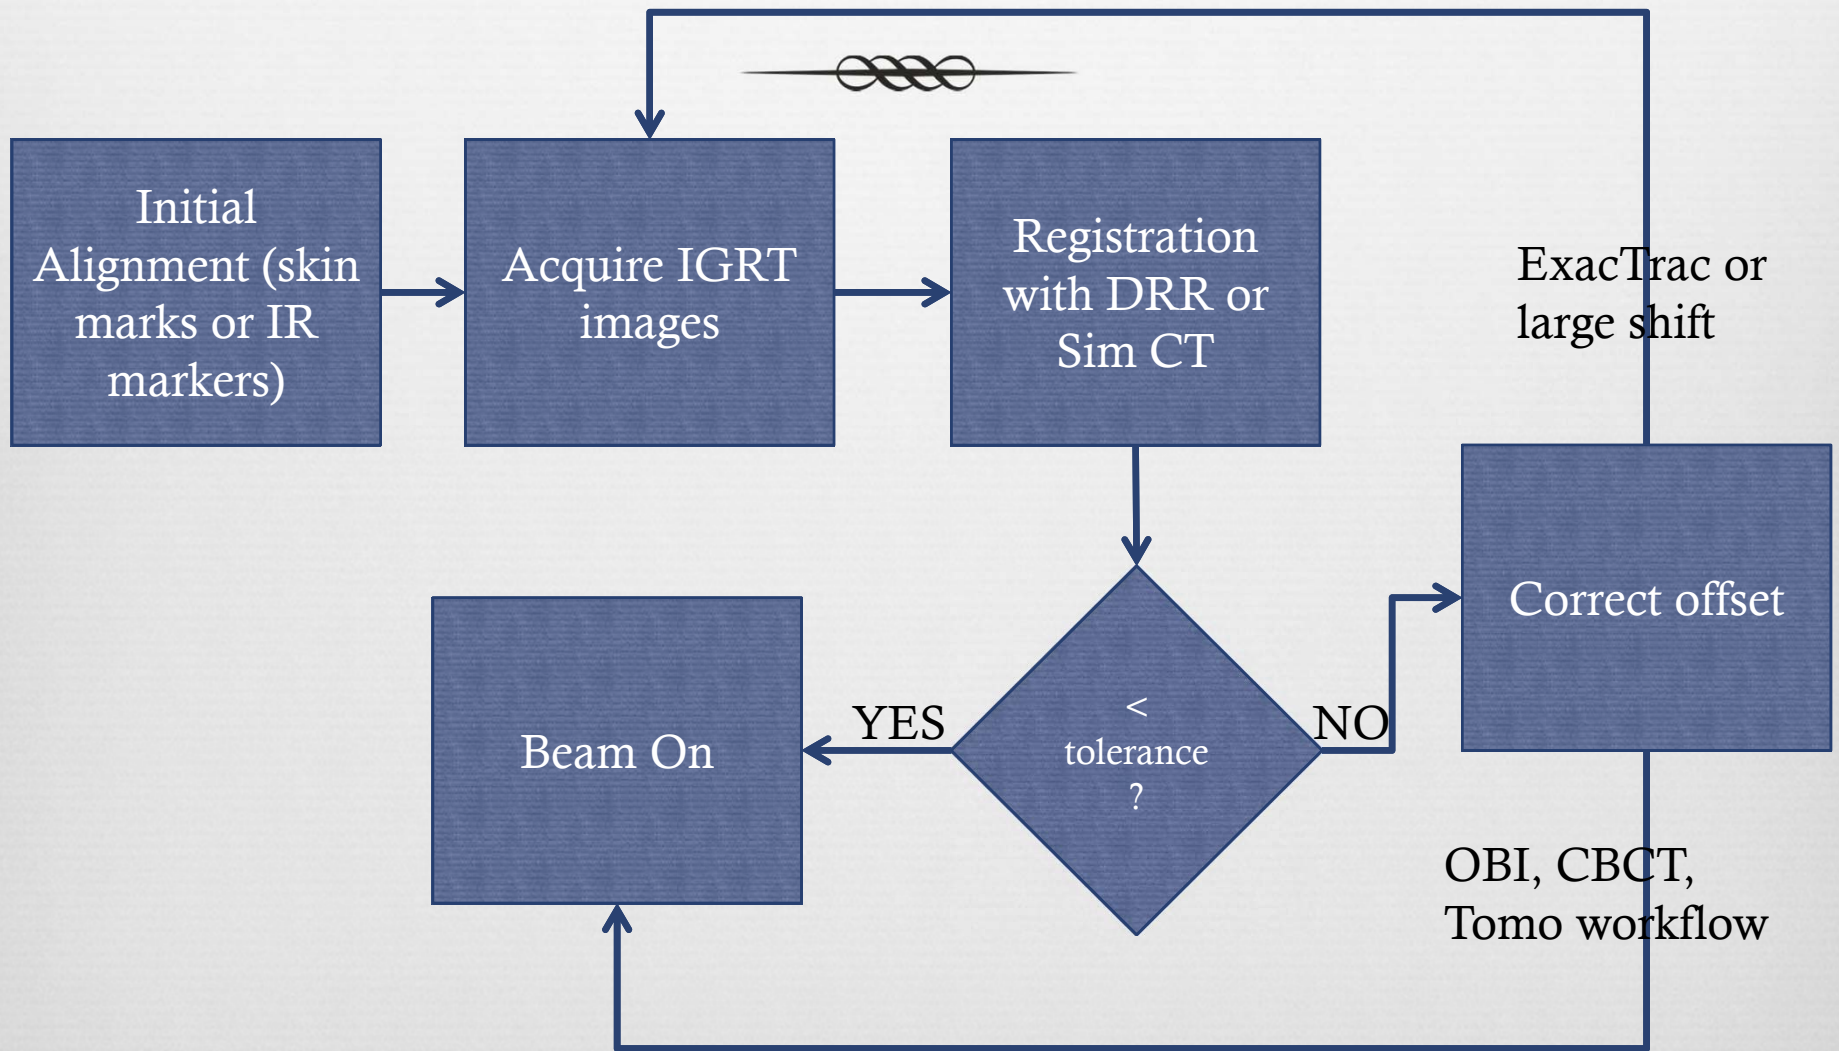 Initial
Alignment (skin
marks or IR
markers)
Acquire IGRT
images
Registration
with DRR or
Sim CT
ExacTrac or
large shift
Correct offset
<
tolerance
?
YES
NO
Beam On
OBI, CBCT,
Tomo workflow